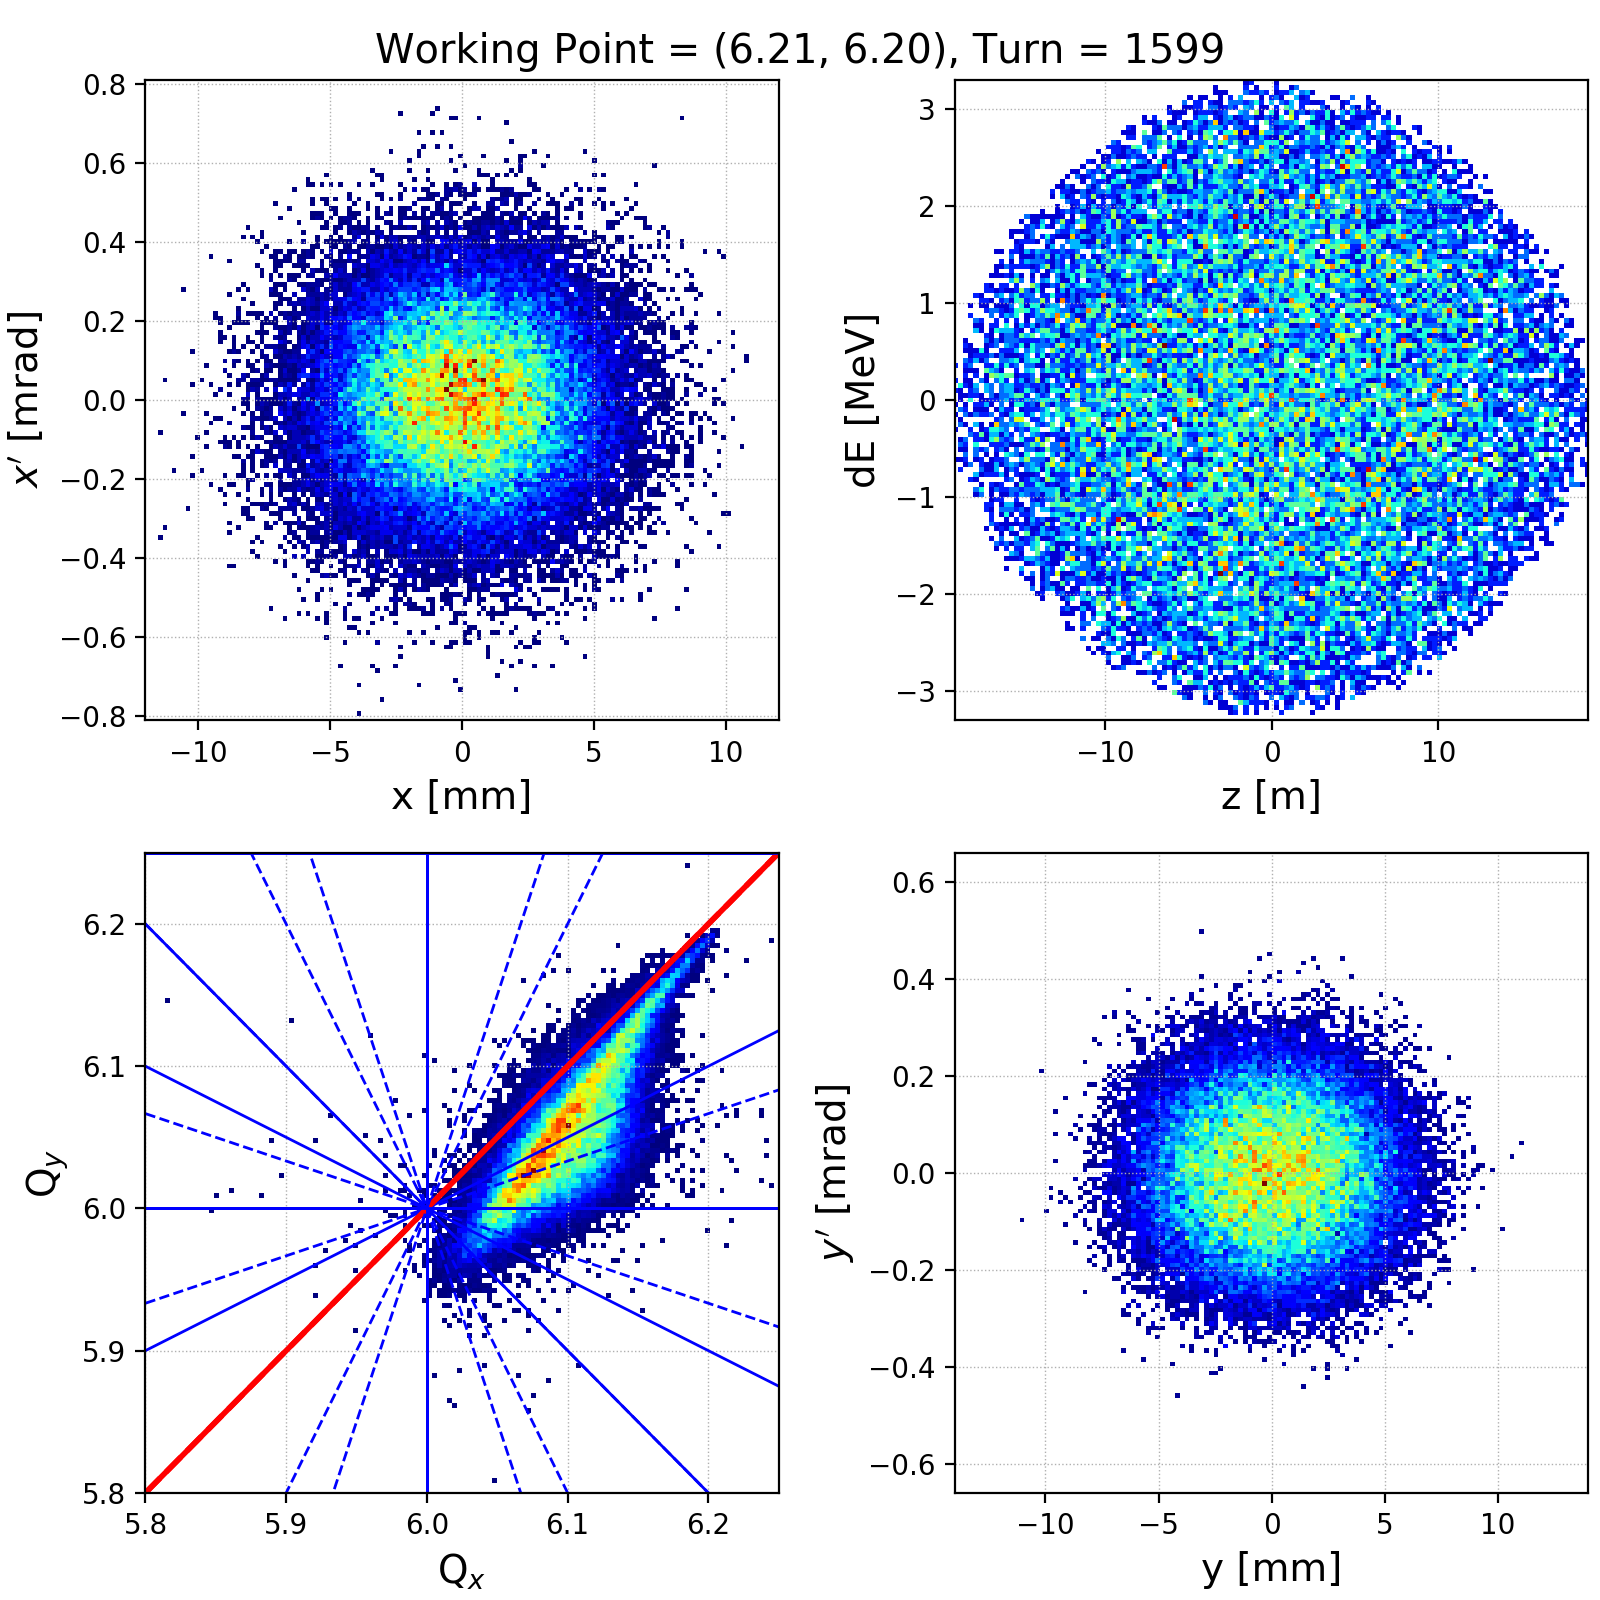 Working Point = (6.21, 6.20), Turn = 1599
0.8
0.6
0.4
0.2
0.0
−0.2
−0.4
−0.6
−0.8
x′ [mrad]
−10 −5 0 5 10
x [mm]
3
2
1
0
−1
−2
−3
dE [MeV]
−10 0 10
z [m]
6.2
6.1
6.0
5.9
5.8
Qy
5.8 5.9 6.0 6.1 6.2
Qx
0.6
0.4
0.2
0.0
−0.2
−0.4
−0.6
y′ [mrad]
−10 −5 0 5 10
y [mm]